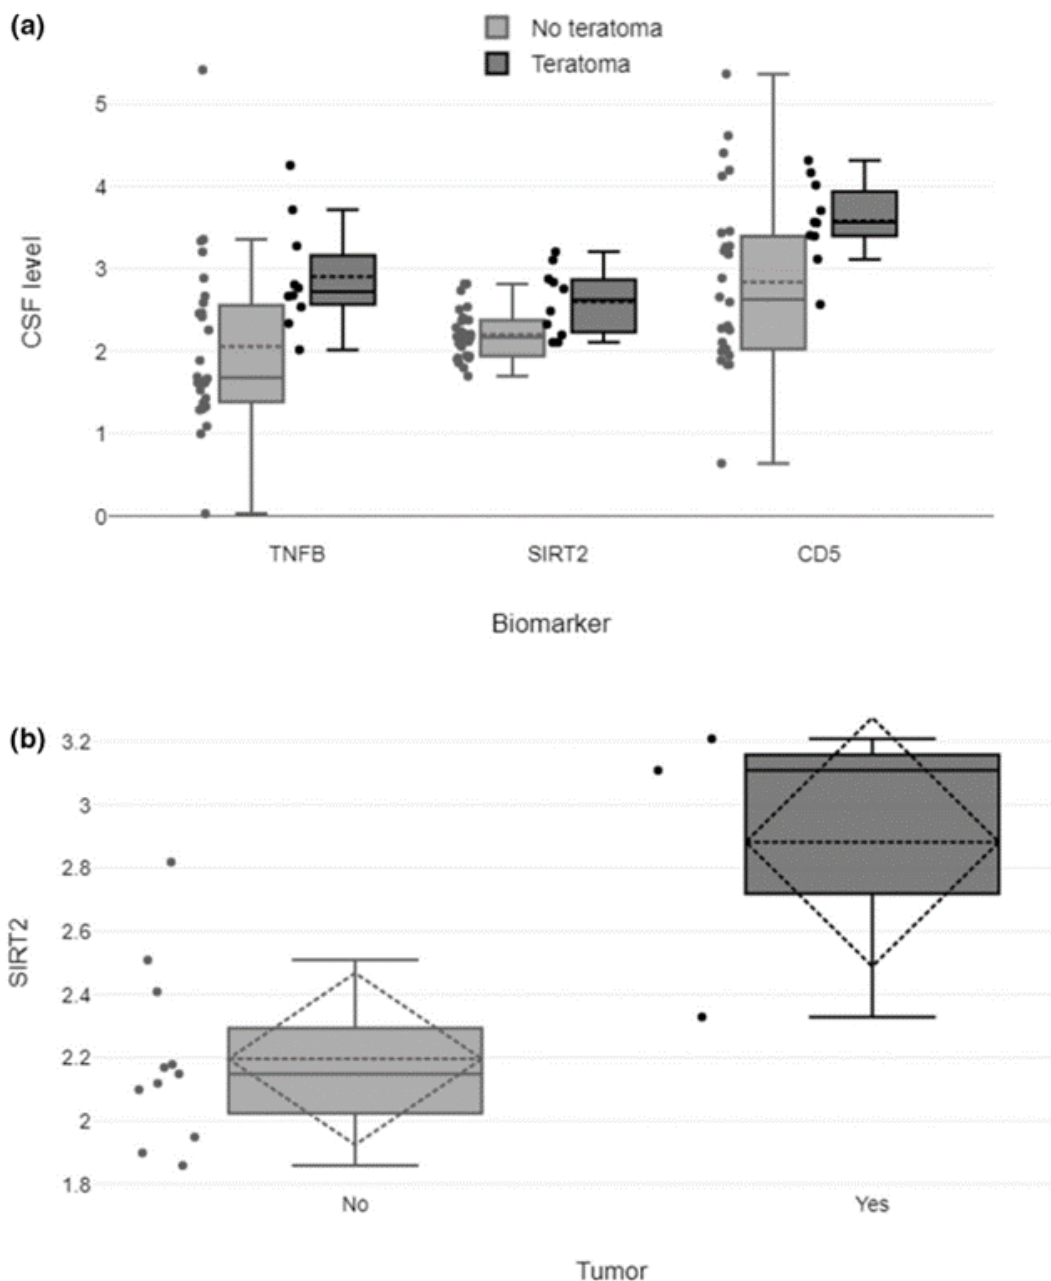 (a)
No teratoma
Teratoma
CSF level
5
4
3
2
1
0
TNFB
SIRT2
CD5
Biomarker
(b)
SIRT2
3.2
3
2.8
2.6
2.4
2.2
2
1.8
No
Yes
Tumor